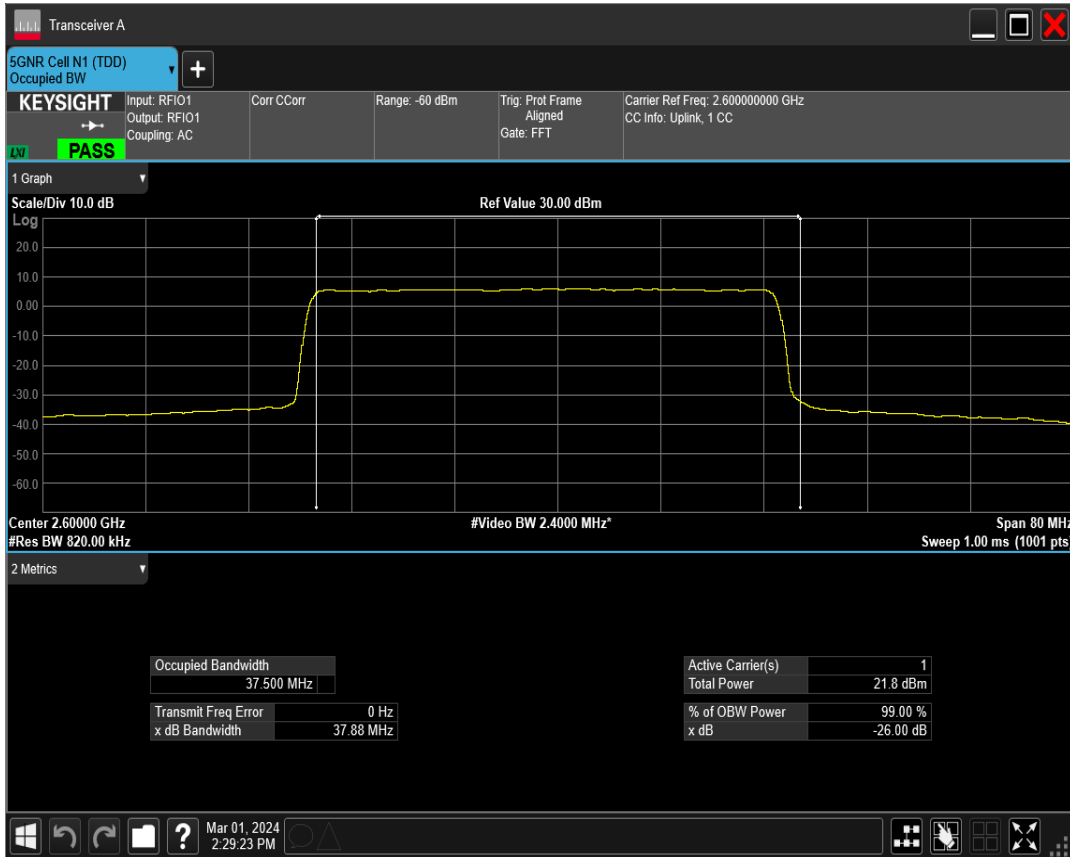 Transceiver A
5GNR Cell N1 (TDD)
Occupied BW
KEYSIGHT
LXI
PASS
Input: RFIO1
Output: RFIO1
Coupling: AC
Corr CCorr
Range: -60 dBm
Trig: Prot Frame
Aligned
Gate: FFT
Carrier Ref Freq: 2.600000000 GHz
CC Info: Uplink, 1 CC
1 Graph
Scale/Div 10.0 dB
Ref Value 30.00 dBm
Log
20.0
10.0
0.00
-10.0
-20.0
-30.0
-40.0
-50.0
-60.0
Center 2.60000 GHz
#Video BW 2.4000 MHz*
Span 80 MHz
#Res BW 820.00 kHz
Sweep 1.00 ms (1001 pts)
2 Metrics
Occupied Bandwidth
37.500 MHz
Transmit Freq Error 0 Hz
x dB Bandwidth 37.88 MHz
Active Carrier(s) 1
Total Power 21.8 dBm
% of OBW Power 99.00 %
x dB -26.00 dB
?
Mar 01, 2024
2:29:23 PM